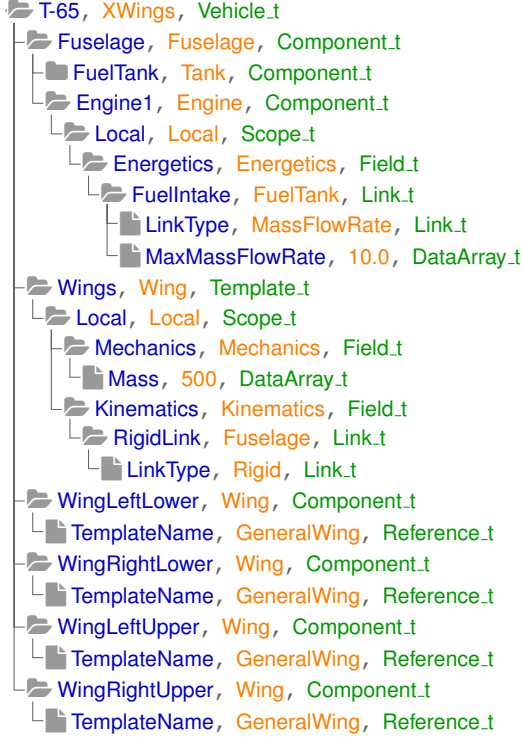 T-65, XWings, Vehicle_t
Fuselage, Fuselage, Component_t
FuelTank, Tank, Component_t
Engine1, Engine, Component_t
Local, Local, Scope_t
Energetics, Energetics, Field_t
FuelIntake, FuelTank, Link_t
LinkType, MassFlowRate, Link_t
MaxMassFlowRate, 10.0, DataArray_t
Wings, Wing, Template_t
Local, Local, Scope_t
Mechanics, Mechanics, Field_t
Mass, 500, DataArray_t
Kinematics, Kinematics, Field_t
RigidLink, Fuselage, Link_t
LinkType, Rigid, Link_t
WingLeftLower, Wing, Component_t
TemplateName, GeneralWing, Reference_t
WingRightLower, Wing, Component_t
TemplateName, GeneralWing, Reference_t
WingLeftUpper, Wing, Component_t
TemplateName, GeneralWing, Reference_t
WingRightUpper, Wing, Component_t
TemplateName, GeneralWing, Reference_t